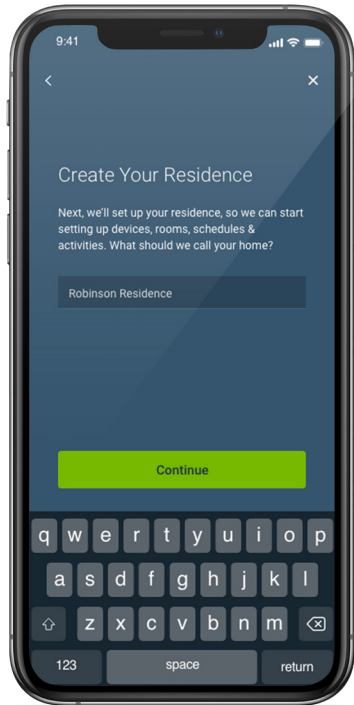 9:41
Create Your Residence
Next, we'll set up your residence, so we can start
setting up devices, rooms, schedules &
activities. What should we call your home?
Robinson Residence
Continue
q w e r t y u i o p
a s d f g h j k l
z x c v b n m
123 space return